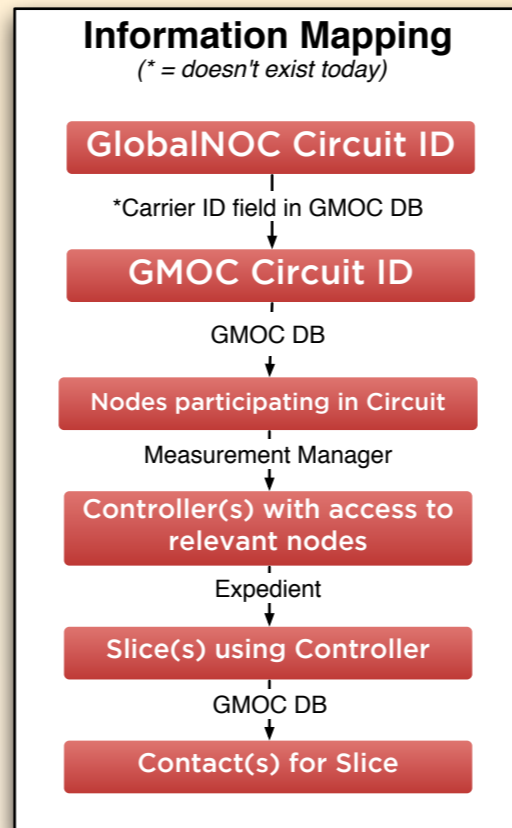 Information Mapping
(* = doesn't exist today)
GlobalNOC Circuit ID
*Carrier ID field in GMOC DB
GMOC Circuit ID
GMOC DB
Nodes participating in Circuit
Measurement Manager
Controller(s) with access to
relevant nodes
Expedient
Slice(s) using Controller
GMOC DB
Contact(s) for Slice